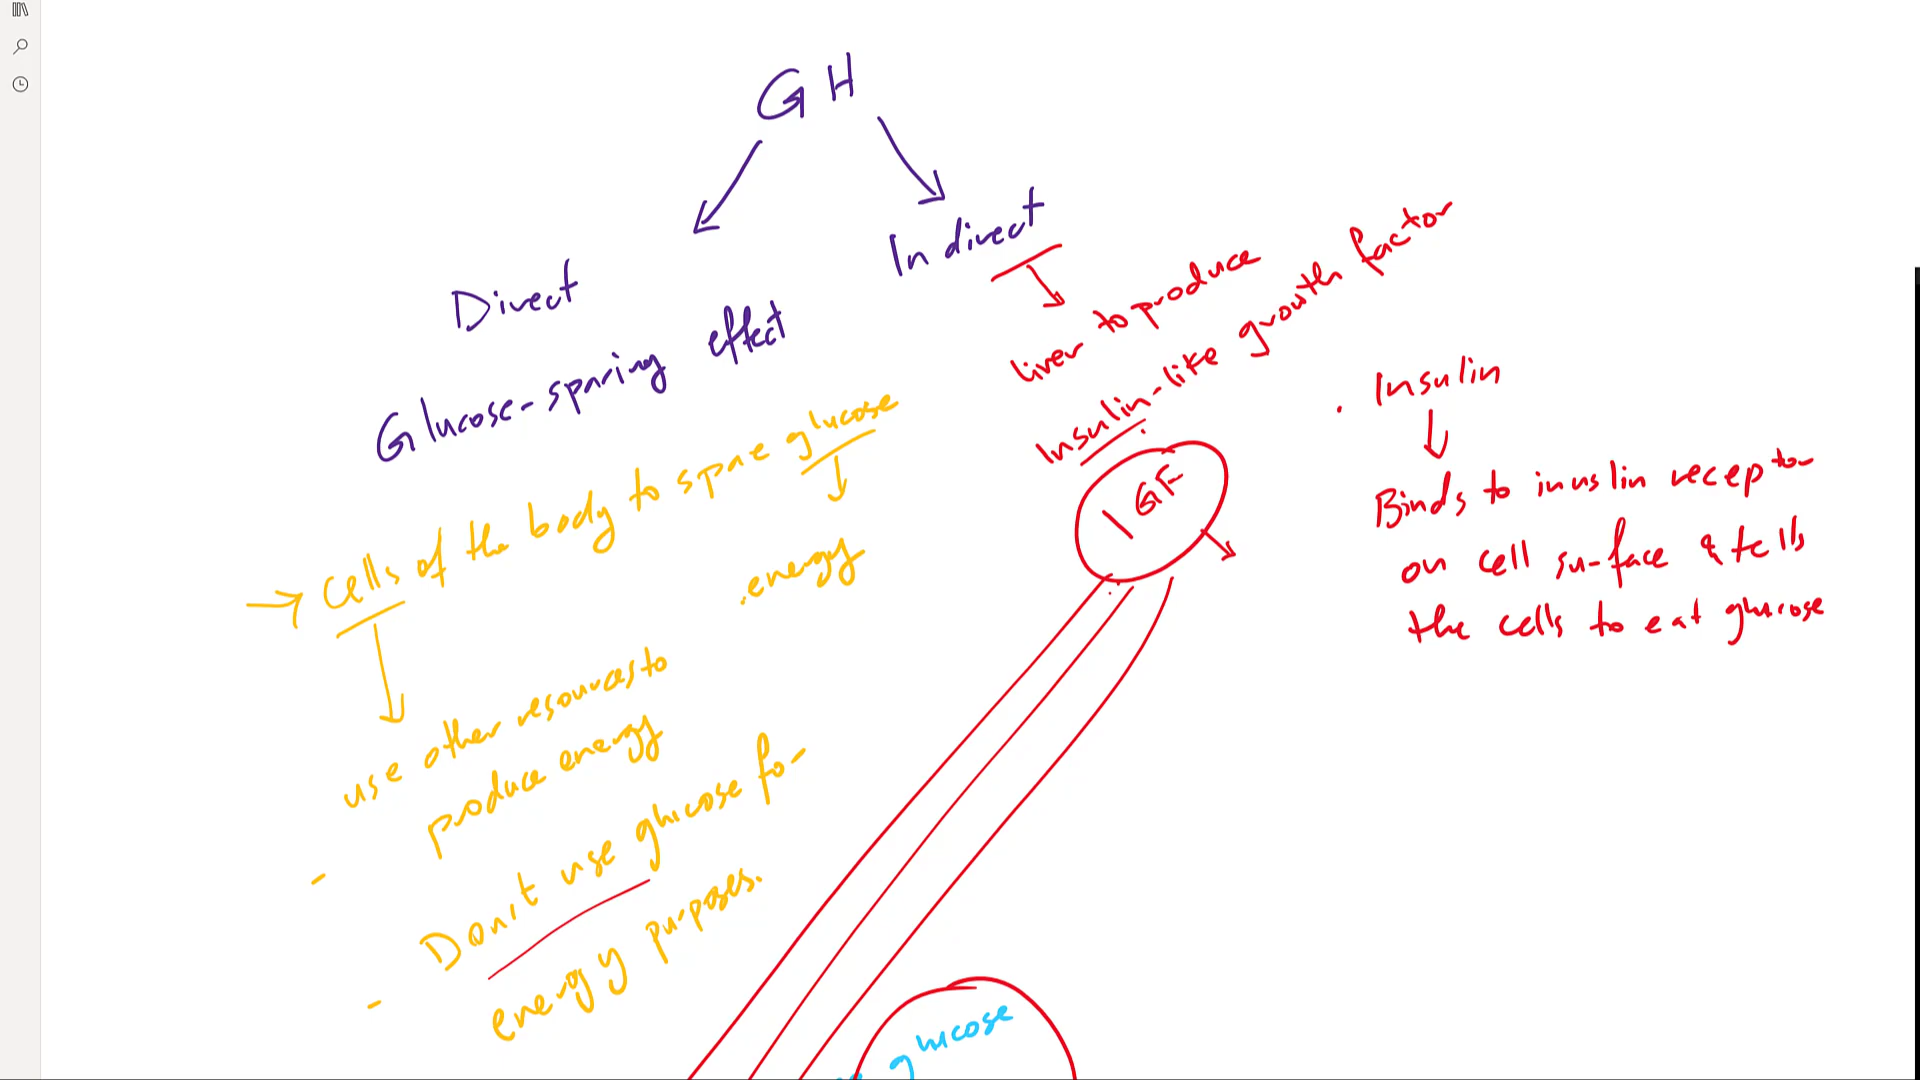 GH
Direct
Indirect
Glucose-sparing effect
→ cells of the body to spare glucose
energy
use other resources to
produce energy
- Don't use glucose for
- energy purposes.
liver to produce
Insulin-like growth factor
IGF
. Insulin
Binds to inuslin receptor
on cell surface & tells
the cells to eat glucose
glucose